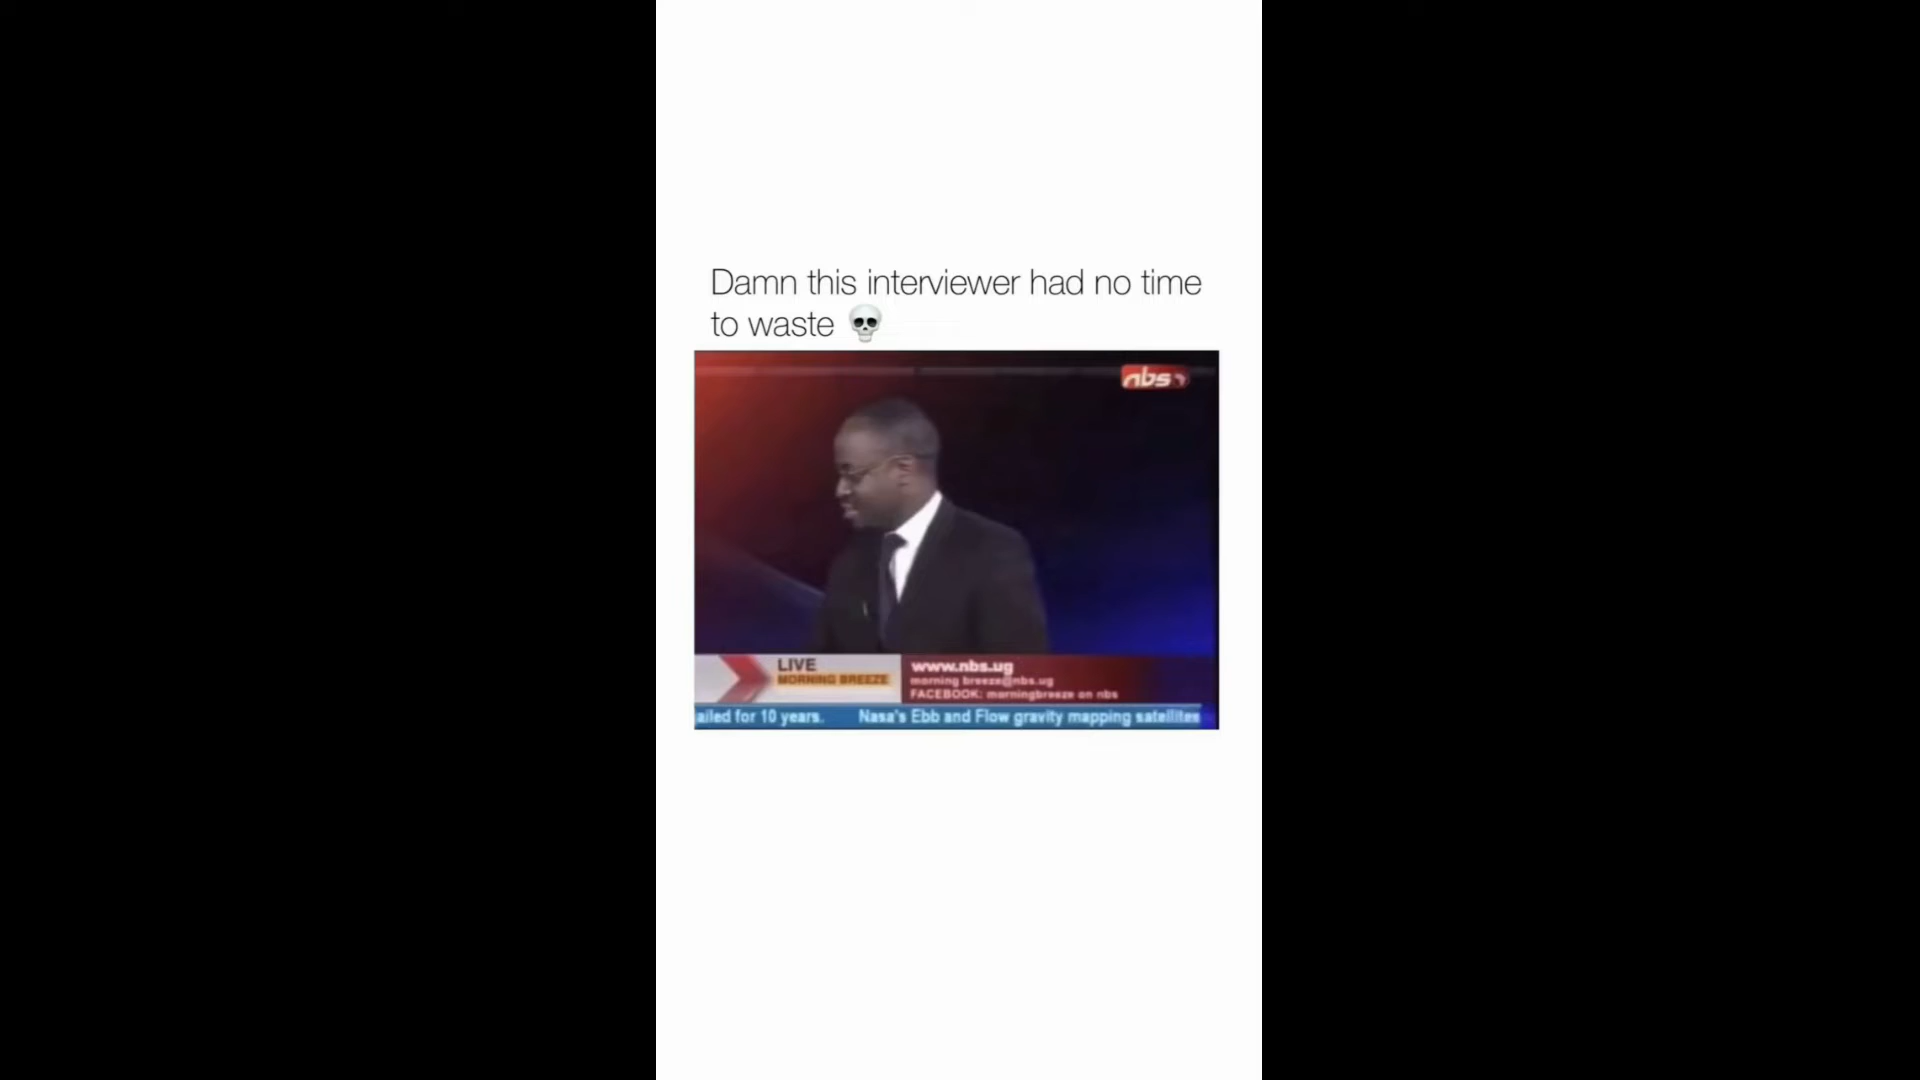 Damn this interviewer had no time
to waste 💀
nbs
LIVE
MORNING BREEZE
www.nbs.ug
morning breeze@nbs.ug
FACEBOOK: morningbreeze on nbs
ailed for 10 years. Nasa's Ebb and Flow gravity mapping satellites